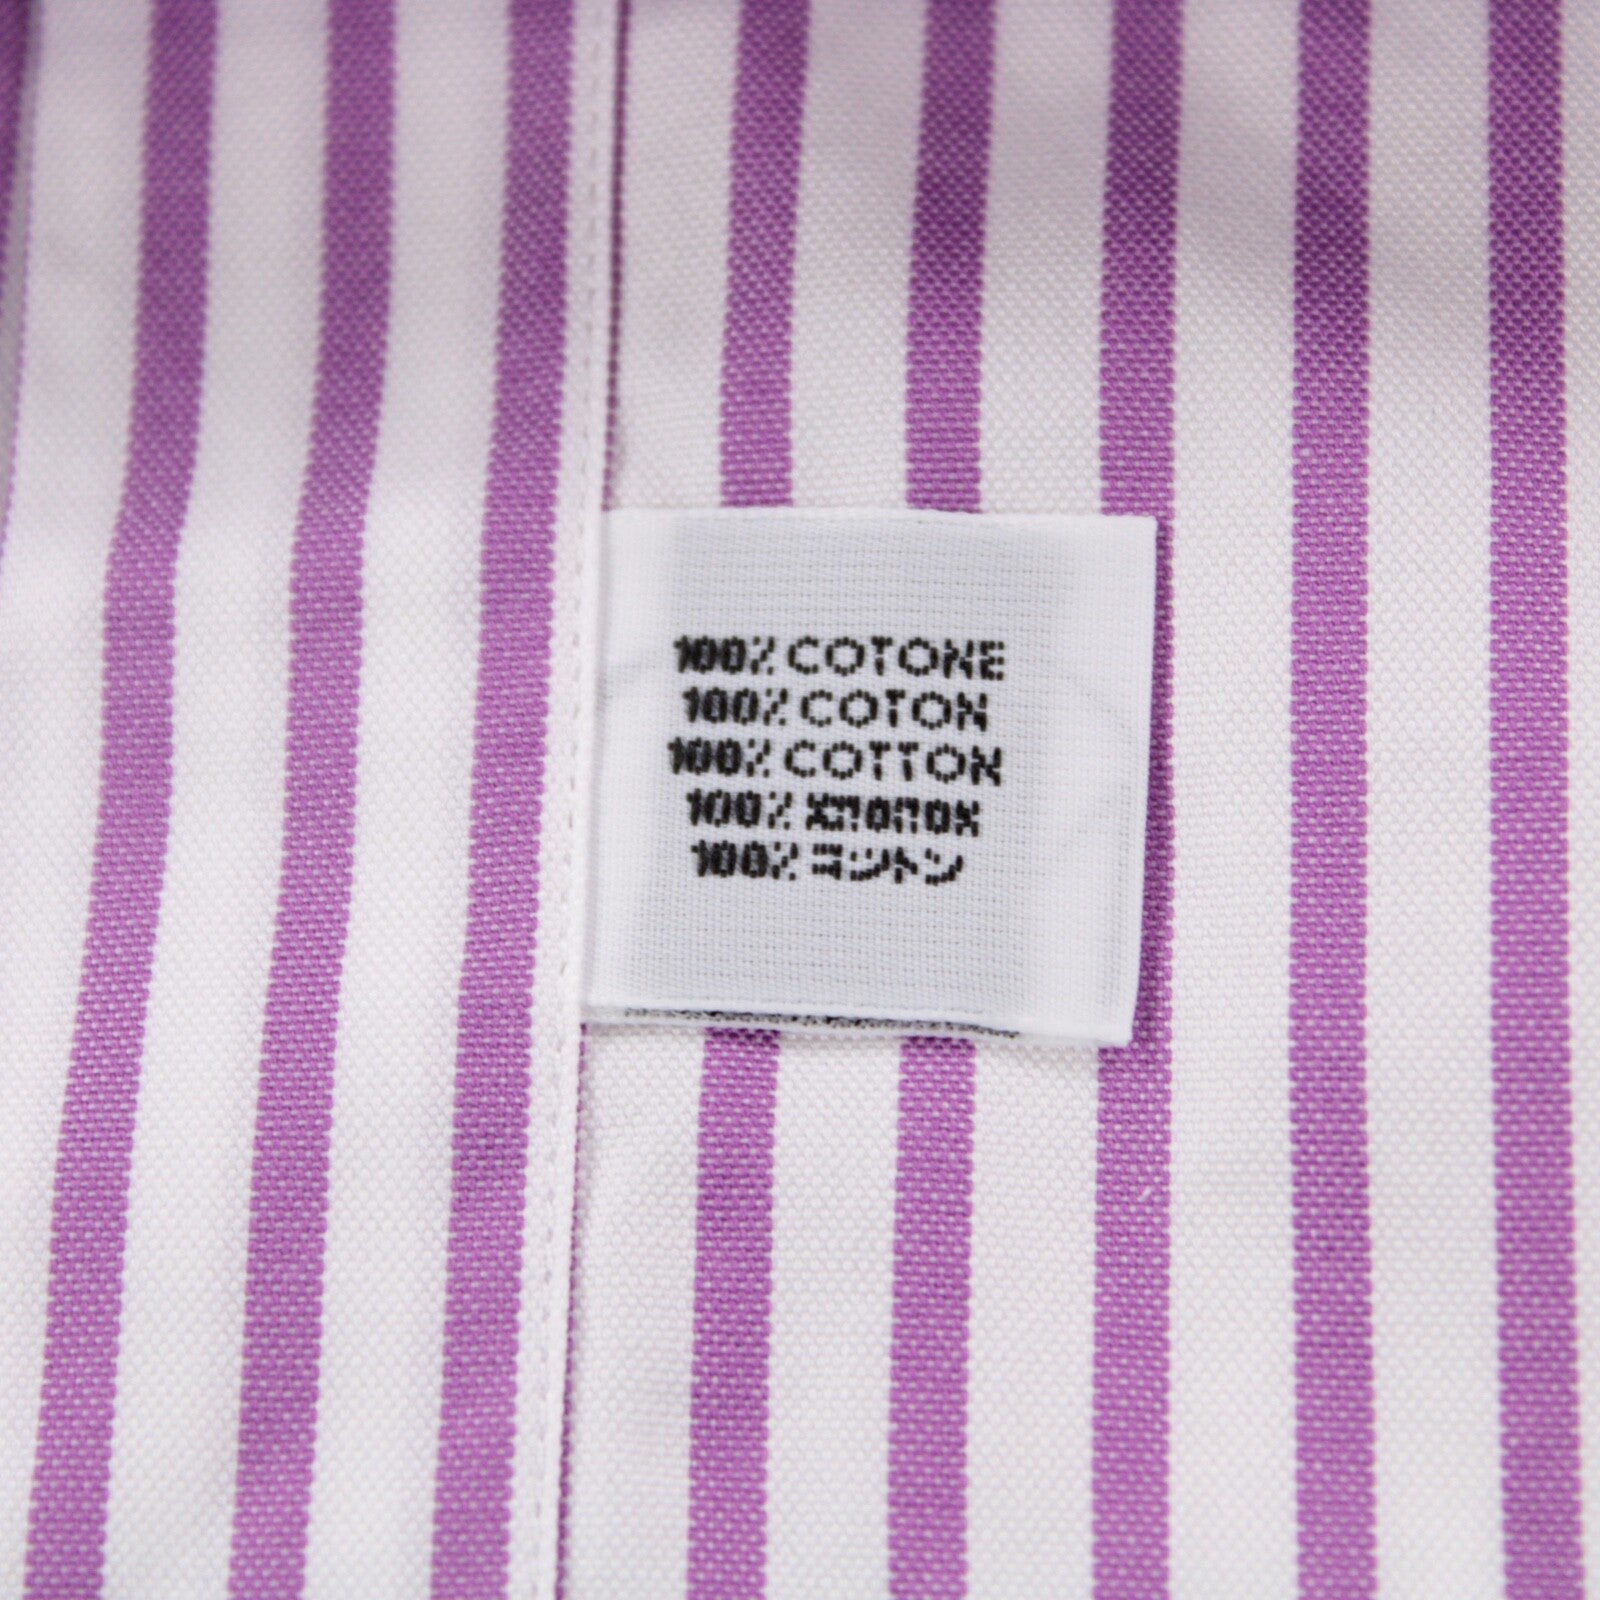 100% COTONE
100% COTON
100% COTTON
100% ХЛОПОК
100% コットン